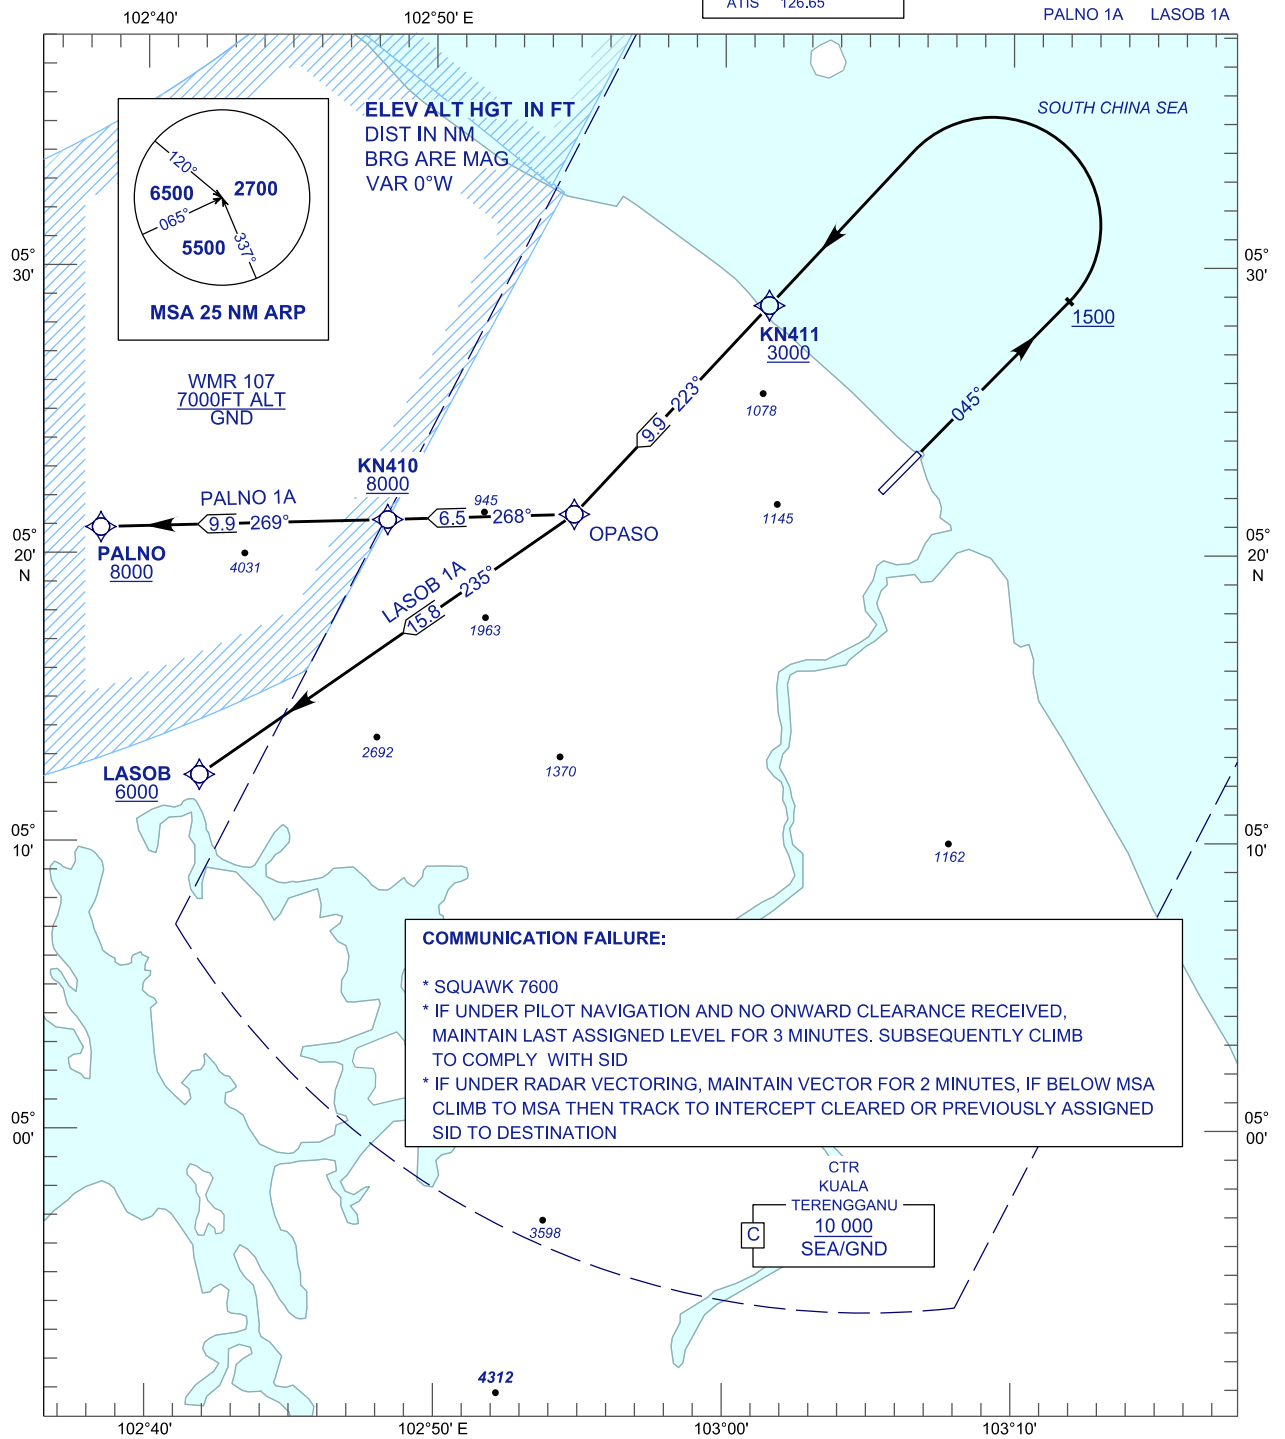 ATIS 126.65
PALNO 1A LASOB 1A
102°40' 102°50' E
ELEV ALT HGT IN FT
DIST IN NM
BRG ARE MAG
VAR 0°W
SOUTH CHINA SEA
120°
6500 2700
065°
5500
337°
MSA 25 NM ARP
05°
30'
05°
30'
1500
KN411
3000
WMR 107
7000FT ALT
GND
223°
9.9
1078
045°
KN410
8000
PALNO 1A
9.9 269°
945
6.5 268°
OPASO
1145
PALNO
8000
4031
05°
20'
N
05°
20'
N
LASOB 1A
235°
15.8
1963
2692
1370
LASOB
6000
05°
10'
05°
10'
1162
COMMUNICATION FAILURE:
* SQUAWK 7600
* IF UNDER PILOT NAVIGATION AND NO ONWARD CLEARANCE RECEIVED,
MAINTAIN LAST ASSIGNED LEVEL FOR 3 MINUTES. SUBSEQUENTLY CLIMB
TO COMPLY WITH SID
* IF UNDER RADAR VECTORING, MAINTAIN VECTOR FOR 2 MINUTES, IF BELOW MSA
CLIMB TO MSA THEN TRACK TO INTERCEPT CLEARED OR PREVIOUSLY ASSIGNED
SID TO DESTINATION
05°
00'
05°
00'
CTR
KUALA
TERENGGANU
C
10 000
SEA/GND
3598
4312
102°40' 102°50' E 103°00' 103°10'